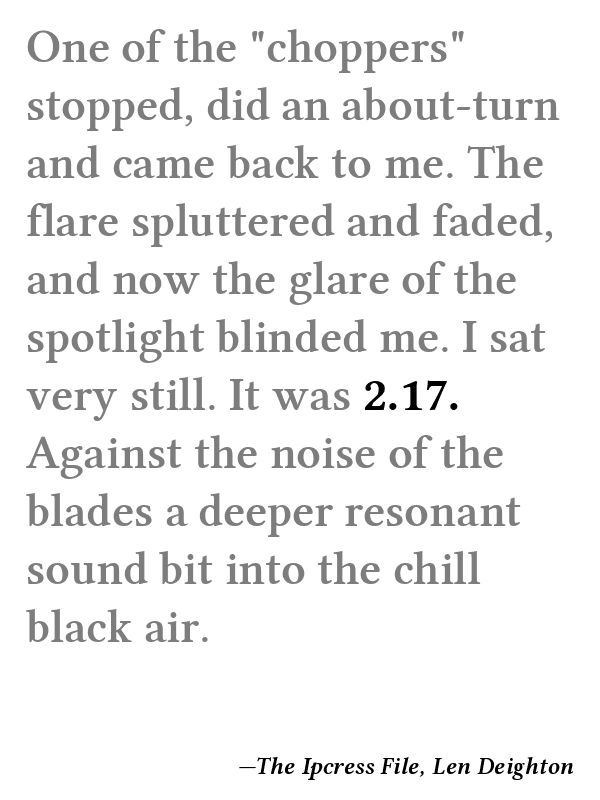 One of the "choppers"
stopped, did an about-turn
and came back to me. The
flare spluttered and faded,
and now the glare of the
spotlight blinded me. I sat
very still. It was 2.17.
Against the noise of the
blades a deeper resonant
sound bit into the chill
black air.
—The Ipcress File, Len Deighton